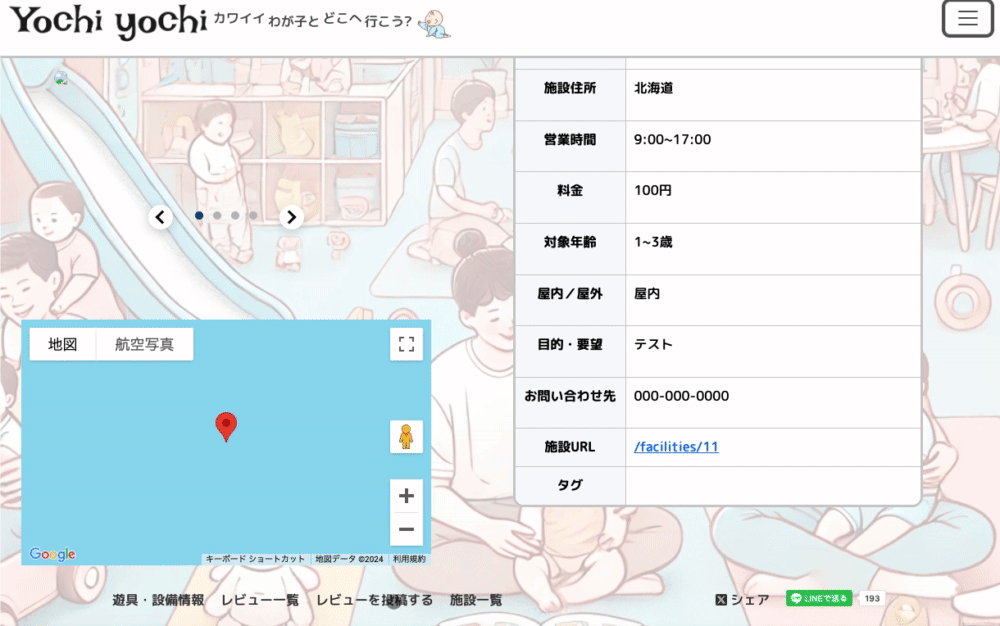 Yochi yochi カワイイ わが子と どこへ 行こう?
施設住所 北海道
営業時間 9:00~17:00
料金 100円
対象年齢 1~3歳
屋内／屋外 屋内
目的・要望 テスト
お問い合わせ先 000-000-0000
施設URL /facilities/11
タグ
地図 航空写真
Google
キーボード ショートカット 地図データ ©2024 利用規約
遊具・設備情報 レビュー一覧 レビューを投稿する 施設一覧
シェア LINEで送る 193